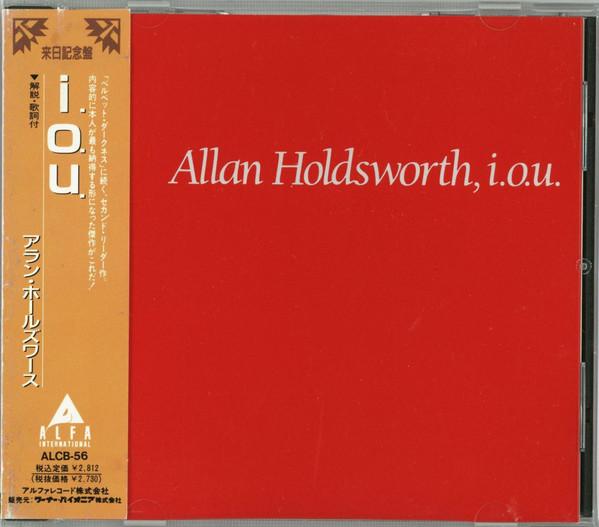 来日記念盤
▼解説・歌詞付
i.o.u.
「ベルベット・ダークネス」に続く、セカンド・リーダー作。
内容的に本人が最も納得する形になった傑作がこれだ!
アラン・ホールズワース
ALFA
INTERNATIONAL
ALCB-56
税込定価 ¥2,812
(税抜価格 ¥2,730)
アルファレコード株式会社
販売元:ワーナー・パイオニア株式会社
Allan Holdsworth, i.o.u.